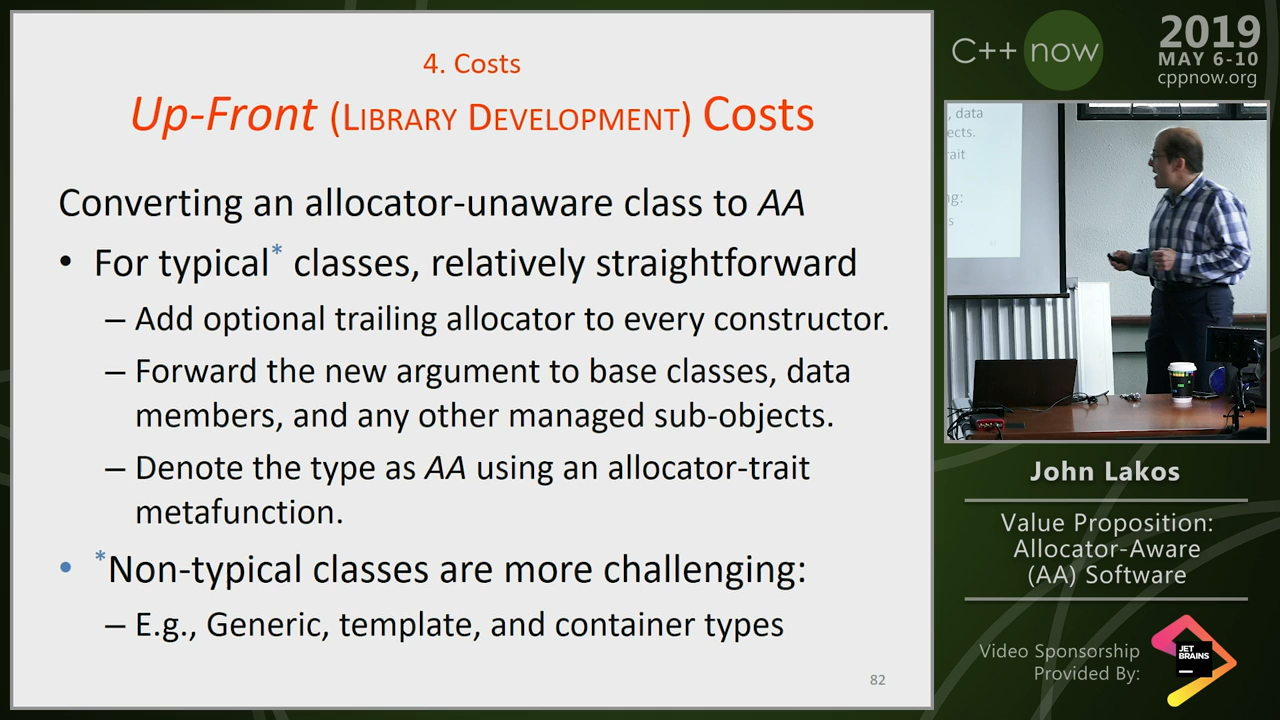 4. Costs
Up-Front (LIBRARY DEVELOPMENT) Costs
Converting an allocator-unaware class to AA
• For typical* classes, relatively straightforward
– Add optional trailing allocator to every constructor.
– Forward the new argument to base classes, data
members, and any other managed sub-objects.
– Denote the type as AA using an allocator-trait
metafunction.
• *Non-typical classes are more challenging:
– E.g., Generic, template, and container types
82
C++ now
2019
MAY 6-10
cppnow.org
, data
ects.
rait
g:
s
John Lakos
Value Proposition:
Allocator-Aware
(AA) Software
Video Sponsorship
Provided By:
JET
BRAINS